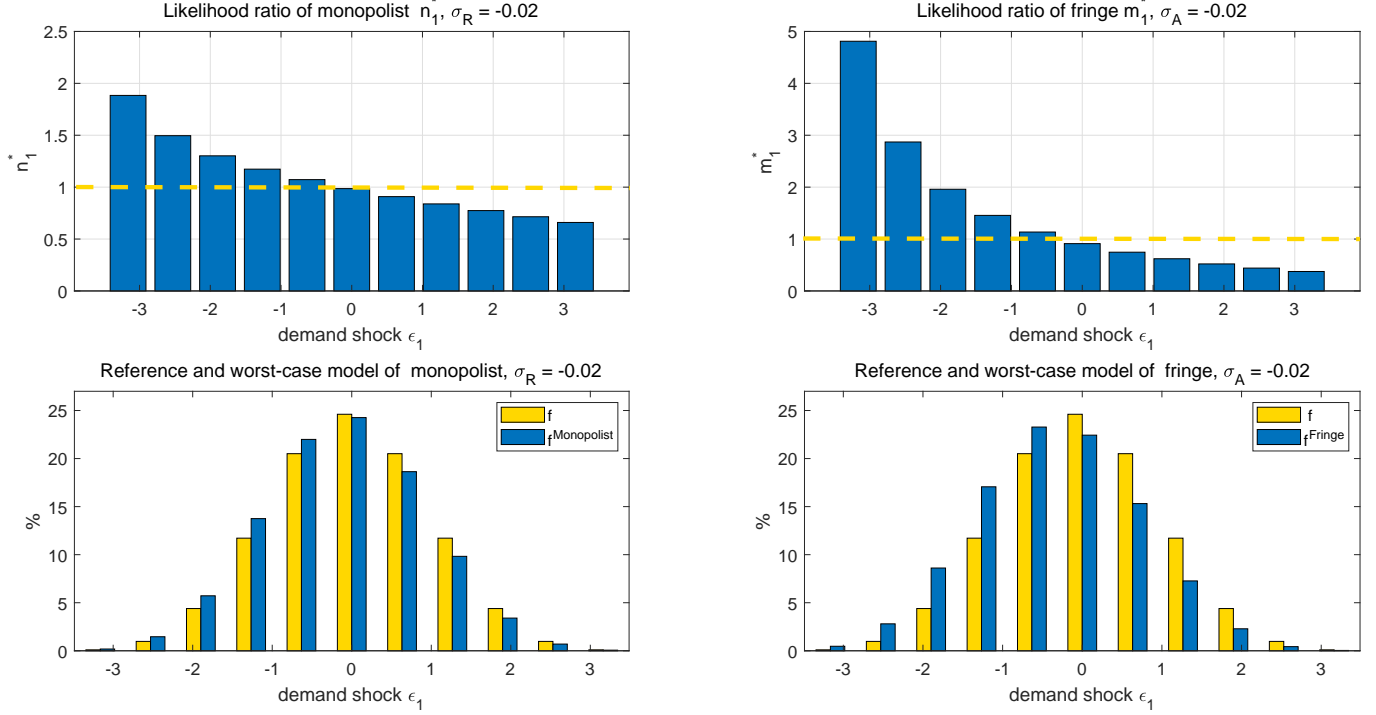 Likelihood ratio of monopolist n*1, σR = -0.02
2.5
2
1.5
1
0.5
0
n*1
-3 -2 -1 0 1 2 3
demand shock ϵ1
Likelihood ratio of fringe m*1, σA = -0.02
5
4
3
2
1
0
m*1
-3 -2 -1 0 1 2 3
demand shock ϵ1
Reference and worst-case model of monopolist, σR = -0.02
25
20
15
10
5
0
%
f
fMonopolist
-3 -2 -1 0 1 2 3
demand shock ϵ1
Reference and worst-case model of fringe, σA = -0.02
25
20
15
10
5
0
%
f
fFringe
-3 -2 -1 0 1 2 3
demand shock ϵ1